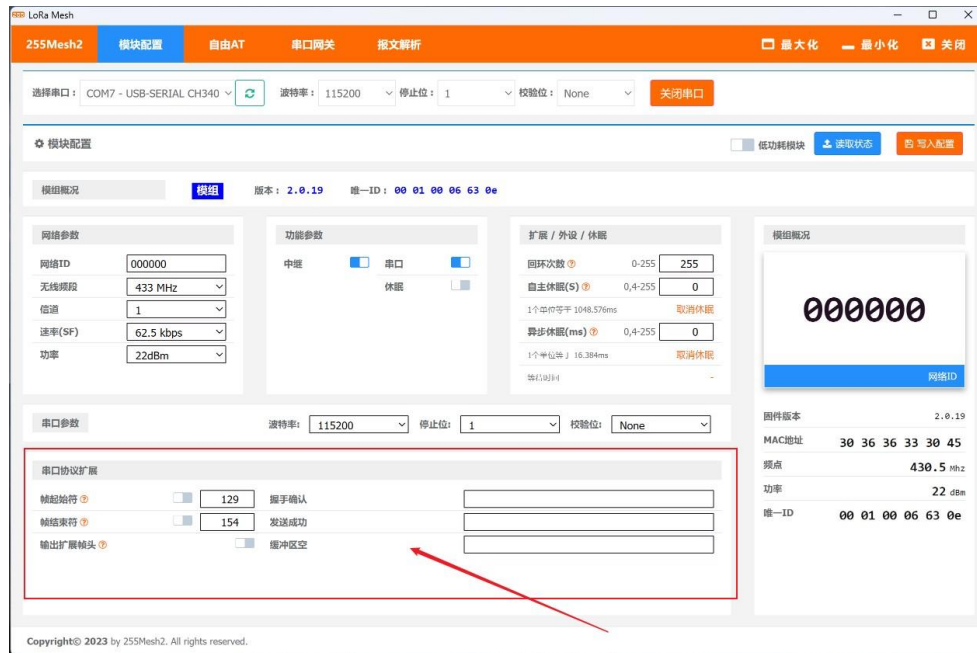 LoRa Mesh
255Mesh2 模块配置 自由AT 串口网关 报文解析 最大化 最小化 关闭
选择串口: COM7 - USB-SERIAL CH340 波特率: 115200 停止位: 1 校验位: None 关闭串口
模块配置 低功耗模块 读取状态 写入配置
模组概况 模组 版本: 2.0.19 唯一ID: 00 01 00 06 63 0e
网络参数 功能参数 扩展 / 外设 / 休眠 模组概况
网络ID 000000 中继 串口 回环次数 0-255 255
无线频段 433 MHz 休眠 自主休眠(S) 0,4-255 0
信道 1 1个单位等于 1048.576ms 取消休眠
000000
速率(SF) 62.5 kbps 异步休眠(ms) 0,4-255 0
功率 22dBm 1个单位等于 16.384ms 取消休眠
网络ID
-
串口参数 波特率: 115200 停止位: 1 校验位: None
固件版本 2.0.19
MAC地址 30 36 36 33 30 45
频点 430.5 Mhz
功率 22 dBm
唯一ID 00 01 00 06 63 0e
串口协议扩展
帧起始符 129 握手确认
帧结束符 154 发送成功
输出扩展帧头 缓冲区空
Copyright© 2023 by 255Mesh2. All rights reserved.